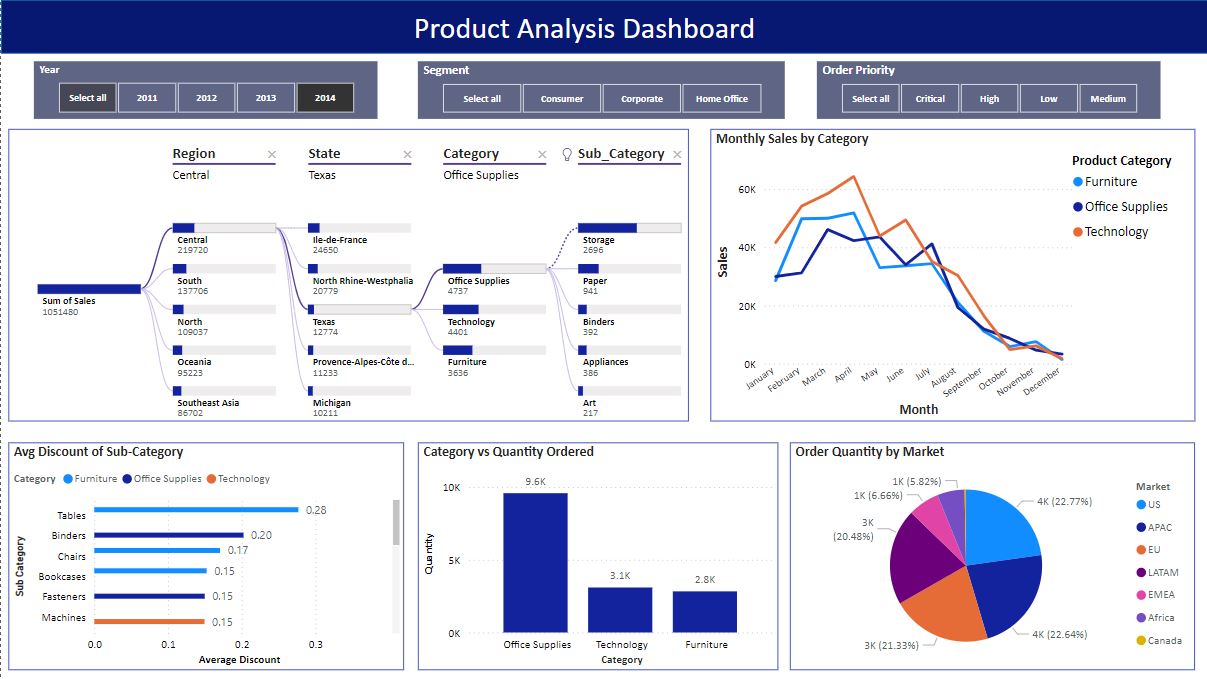 Product Analysis Dashboard
Year
Select all 2011 2012 2013 2014
Segment
Select all Consumer Corporate Home Office
Order Priority
Select all Critical High Low Medium
Region
Central
State
Texas
Category
Office Supplies
Sub_Category
Sum of Sales
1051480
Central
219720
South
137706
North
109037
Oceania
95223
Southeast Asia
86702
Ile-de-France
24650
North Rhine-Westphalia
20779
Texas
12774
Provence-Alpes-Côte d...
11233
Michigan
10211
Office Supplies
4737
Technology
4401
Furniture
3636
Storage
2696
Paper
941
Binders
392
Appliances
386
Art
217
Monthly Sales by Category
Product Category
Furniture
Office Supplies
Technology
Sales
60K
40K
20K
0K
January
February
March
April
May
June
July
August
September
October
November
December
Month
Avg Discount of Sub-Category
Category Furniture Office Supplies Technology
Sub Category
Tables 0.28
Binders 0.20
Chairs 0.17
Bookcases 0.15
Fasteners 0.15
Machines 0.15
0.0 0.1 0.2 0.3
Average Discount
Category vs Quantity Ordered
Quantity
10K
5K
0K
9.6K
3.1K
2.8K
Office Supplies Technology Furniture
Category
Order Quantity by Market
1K (5.82%)
1K (6.66%)
3K
(20.48%)
3K (21.33%)
4K (22.77%)
4K (22.64%)
Market
US
APAC
EU
LATAM
EMEA
Africa
Canada